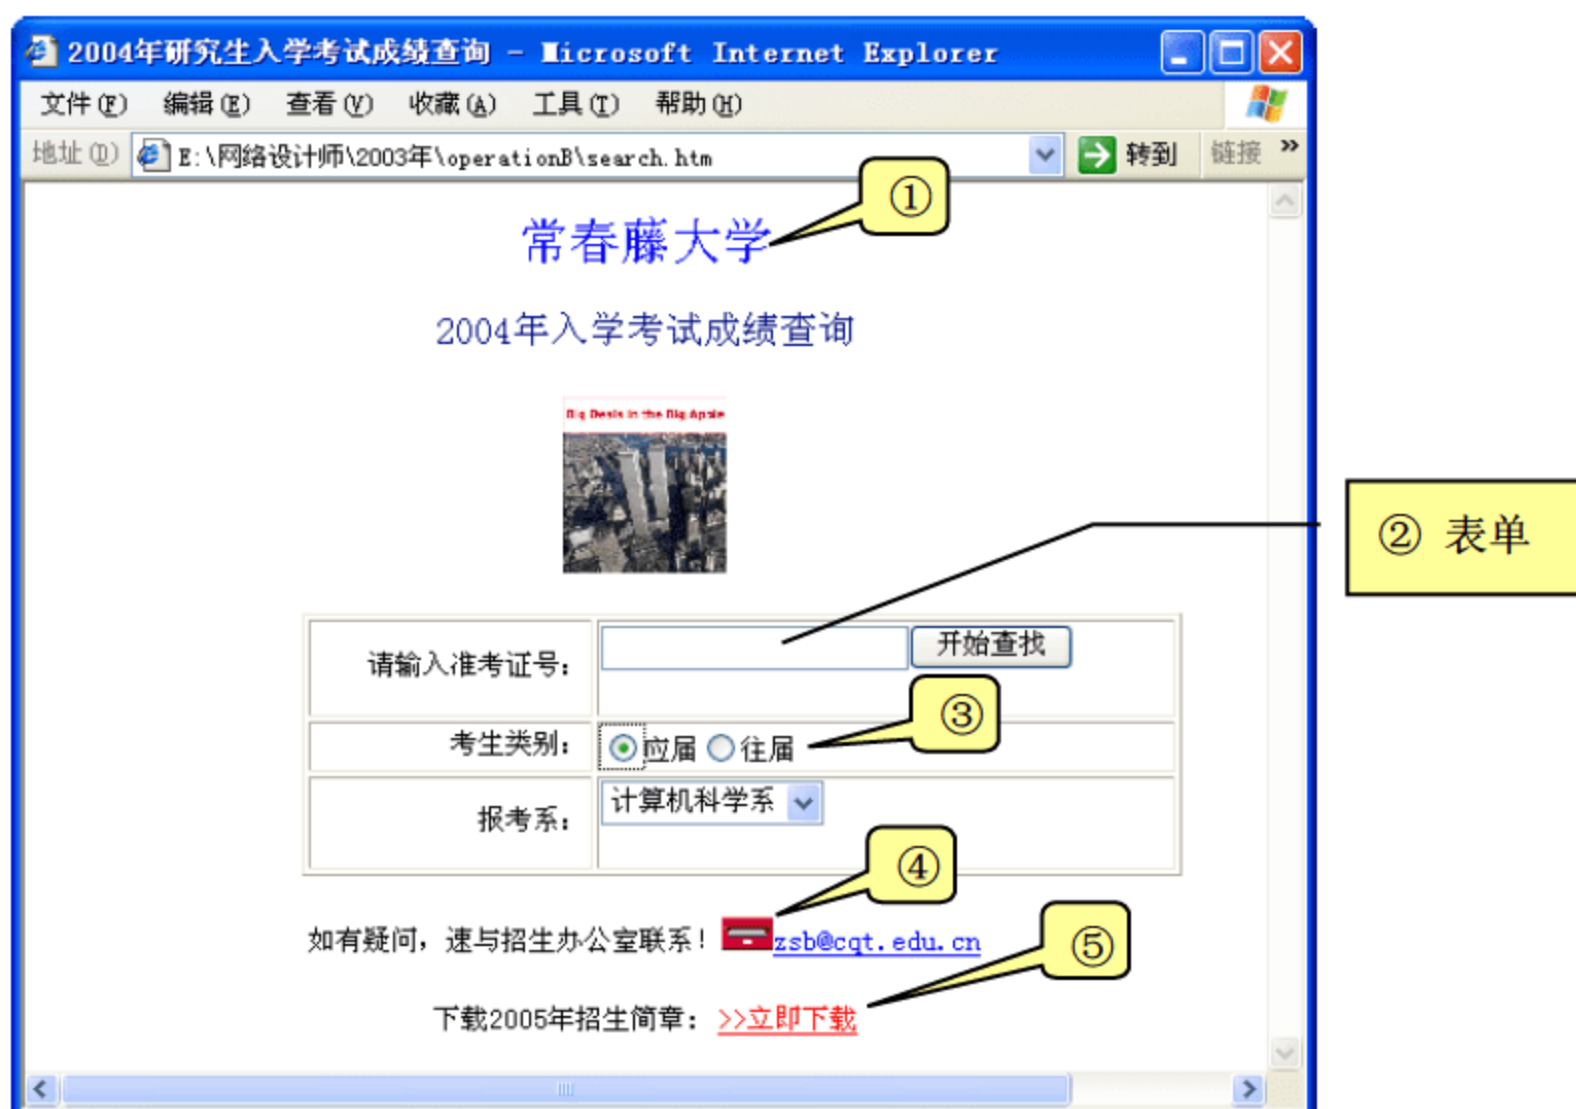 2004年研究生入学考试成绩查询 - Microsoft Internet Explorer
文件(F) 编辑(E) 查看(V) 收藏(A) 工具(T) 帮助(H)
地址(D) E:\网络设计师\2003年\operationB\search.htm 转到 链接 »
①
常春藤大学
2004年入学考试成绩查询
Big Deals in the Big Apple
② 表单
请输入准考证号: 开始查找
③
考生类别: 应届 往届
报考系: 计算机科学系
④
如有疑问，速与招生办公室联系！ zsb@cqt.edu.cn
⑤
下载2005年招生简章: >>立即下载